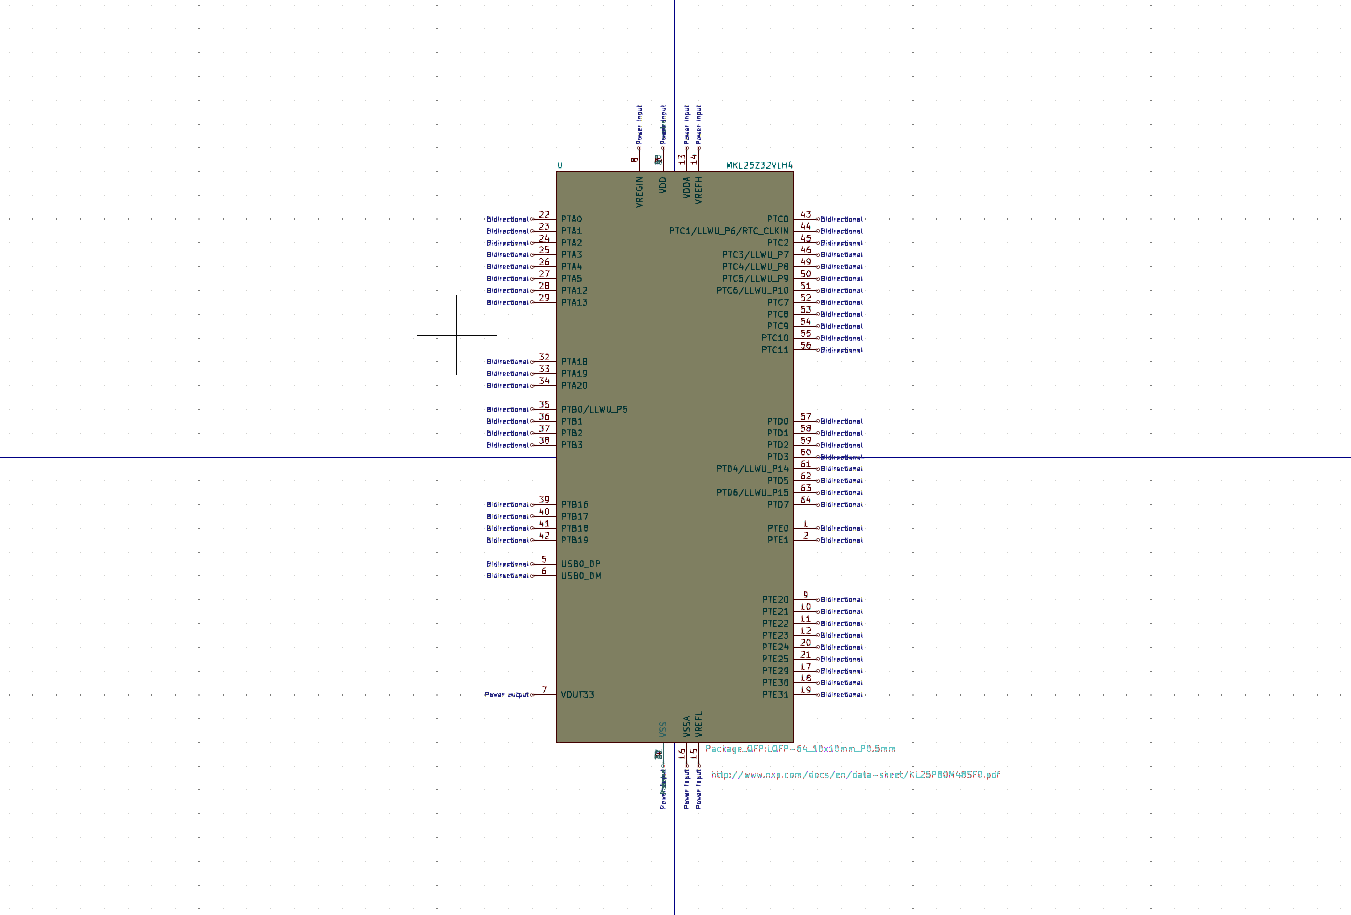 Power input
Power input
Power input
8
13
14
U
MKL25Z32VLH4
VREGIN
VDD
VDDA
VREFH
Bidirectional 22 PTA0
Bidirectional 23 PTA1
Bidirectional 24 PTA2
Bidirectional 25 PTA3
Bidirectional 26 PTA4
Bidirectional 27 PTA5
Bidirectional 28 PTA12
Bidirectional 29 PTA13
Bidirectional 32 PTA18
Bidirectional 33 PTA19
Bidirectional 34 PTA20
Bidirectional 35 PTB0/LLWU_P5
Bidirectional 36 PTB1
Bidirectional 37 PTB2
Bidirectional 38 PTB3
Bidirectional 39 PTB16
Bidirectional 40 PTB17
Bidirectional 41 PTB18
Bidirectional 42 PTB19
Bidirectional 5 USB0_DP
Bidirectional 6 USB0_DM
Power output 7 VOUT33
PTC0 43 Bidirectional
PTC1/LLWU_P6/RTC_CLKIN 44 Bidirectional
PTC2 45 Bidirectional
PTC3/LLWU_P7 46 Bidirectional
PTC4/LLWU_P8 49 Bidirectional
PTC5/LLWU_P9 50 Bidirectional
PTC6/LLWU_P10 51 Bidirectional
PTC7 52 Bidirectional
PTC8 53 Bidirectional
PTC9 54 Bidirectional
PTC10 55 Bidirectional
PTC11 56 Bidirectional
PTD0 57 Bidirectional
PTD1 58 Bidirectional
PTD2 59 Bidirectional
PTD3 60 Bidirectional
PTD4/LLWU_P14 61 Bidirectional
PTD5 62 Bidirectional
PTD6/LLWU_P15 63 Bidirectional
PTD7 64 Bidirectional
PTE0 1 Bidirectional
PTE1 2 Bidirectional
PTE20 9 Bidirectional
PTE21 10 Bidirectional
PTE22 11 Bidirectional
PTE23 12 Bidirectional
PTE24 20 Bidirectional
PTE25 21 Bidirectional
PTE29 17 Bidirectional
PTE30 18 Bidirectional
PTE31 19 Bidirectional
VSS
VSSA
VREFL
16
15
Power input
Power input
Package_QFP:LQFP-64_10x10mm_P0.5mm
http://www.nxp.com/docs/en/data-sheet/KL25P80M48SF0.pdf